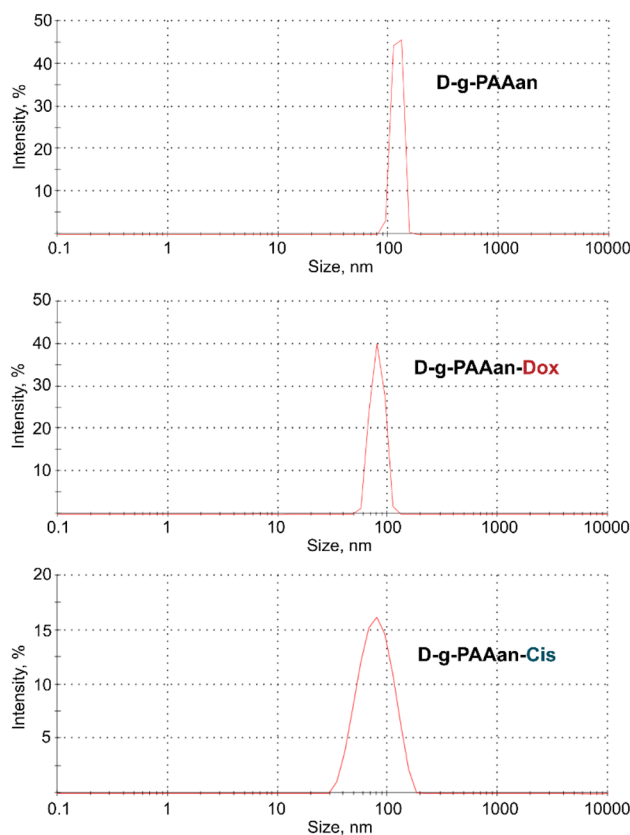 50
40
30
20
10
Intensity, %
D-g-PAAan
0.1 1 10 100 1000 10000
Size, nm
50
40
30
20
10
Intensity, %
D-g-PAAan-Dox
0.1 1 10 100 1000 10000
Size, nm
20
15
10
5
Intensity, %
D-g-PAAan-Cis
0.1 1 10 100 1000 10000
Size, nm